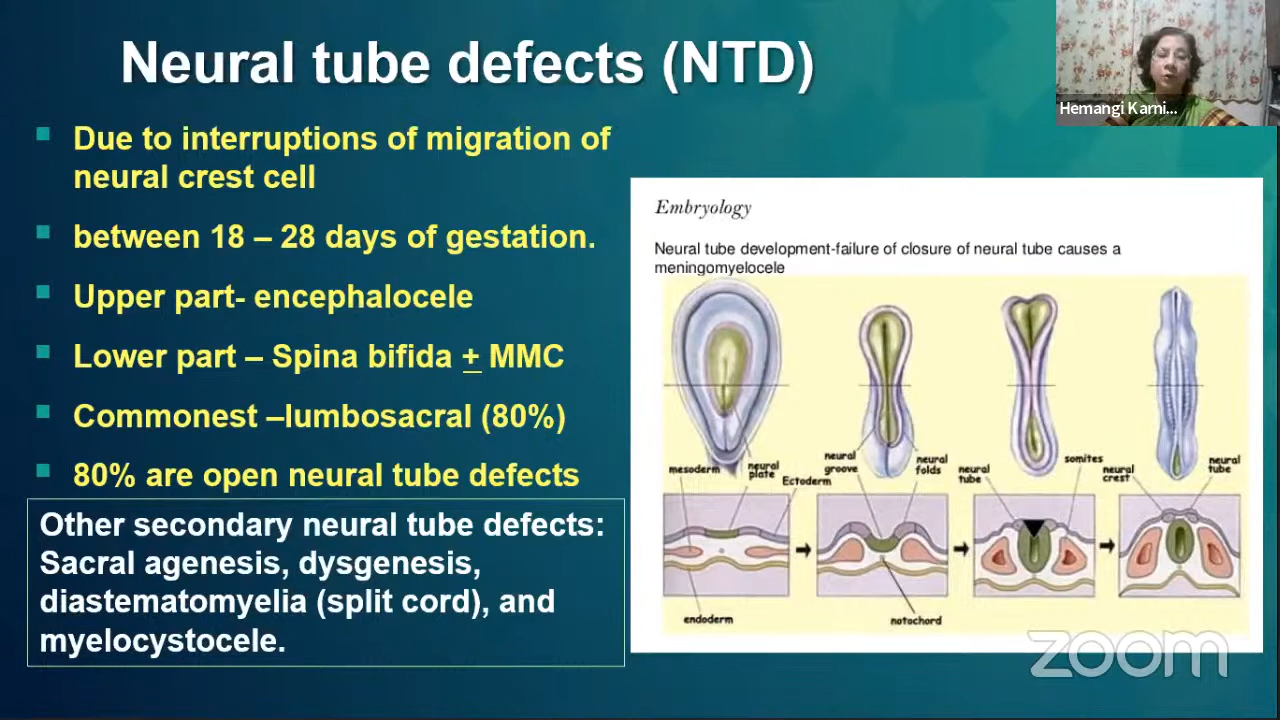 Neural tube defects (NTD)
Hemangi Karni...
Due to interruptions of migration of
neural crest cell
between 18 – 28 days of gestation.
Upper part- encephalocele
Lower part – Spina bifida ± MMC
Commonest –lumbosacral (80%)
80% are open neural tube defects
Other secondary neural tube defects:
Sacral agenesis, dysgenesis,
diastematomyelia (split cord), and
myelocystocele.
Embryology
Neural tube development-failure of closure of neural tube causes a
meningomyelocele
mesoderm
neural
plate
Ectoderm
neural
groove
neural
folds
neural
tube
somites
neural
crest
neural
tube
endoderm
notochord
zoom